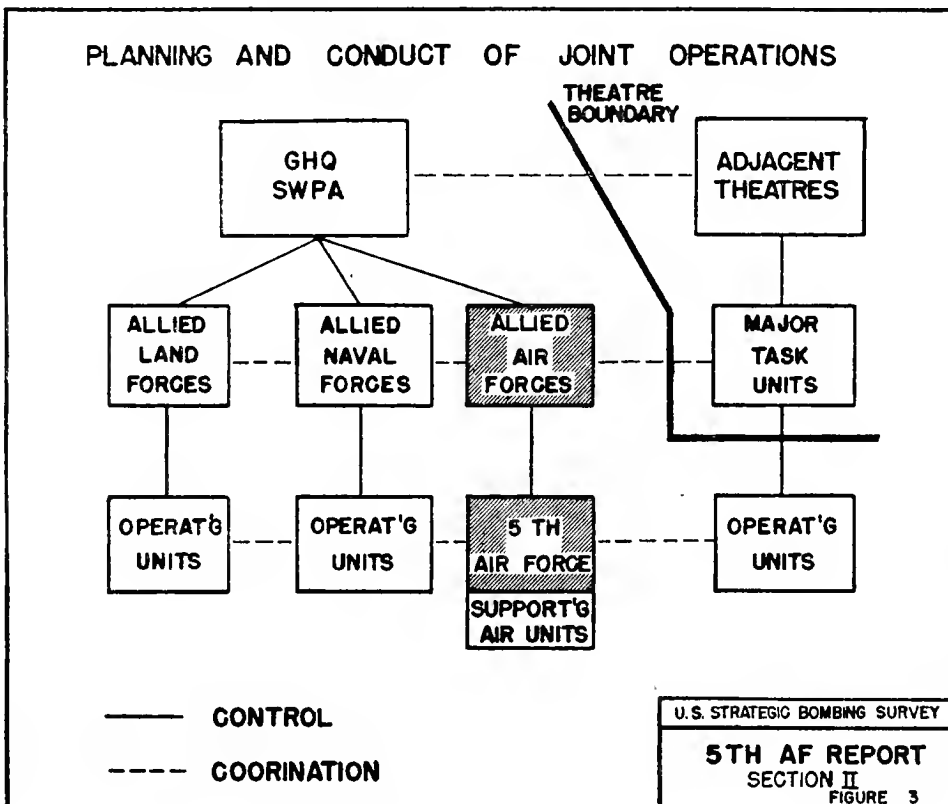 PLANNING AND CONDUCT OF JOINT OPERATIONS
THEATRE
BOUNDARY
GHQ
SWPA
ADJACENT
THEATRES
ALLIED
LAND
FORCES
ALLIED
NAVAL
FORCES
ALLIED
AIR
FORCES
MAJOR
TASK
UNITS
OPERAT'G
UNITS
OPERAT'G
UNITS
5 TH
AIR FORCE
SUPPORT'G
AIR UNITS
OPERAT'G
UNITS
CONTROL
COORINATION
U.S. STRATEGIC BOMBING SURVEY
5TH AF REPORT
SECTION II
FIGURE 3